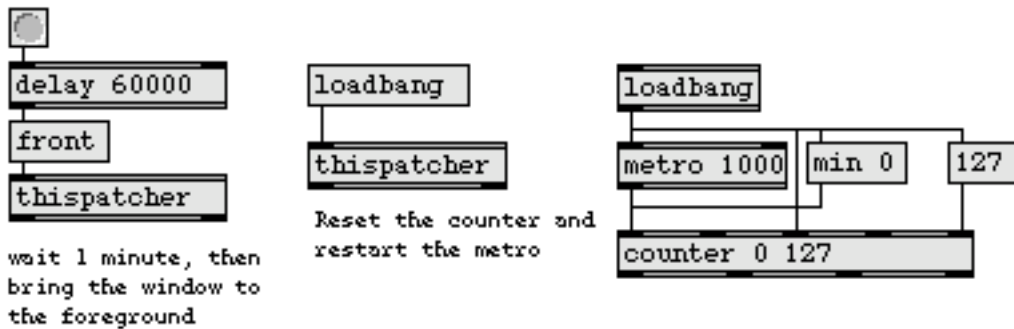 delay 60000
front
thispatcher
wait 1 minute, then
bring the window to
the foreground
loadbang
thispatcher
Reset the counter and
restart the metro
loadbang
metro 1000
min 0
127
counter 0 127